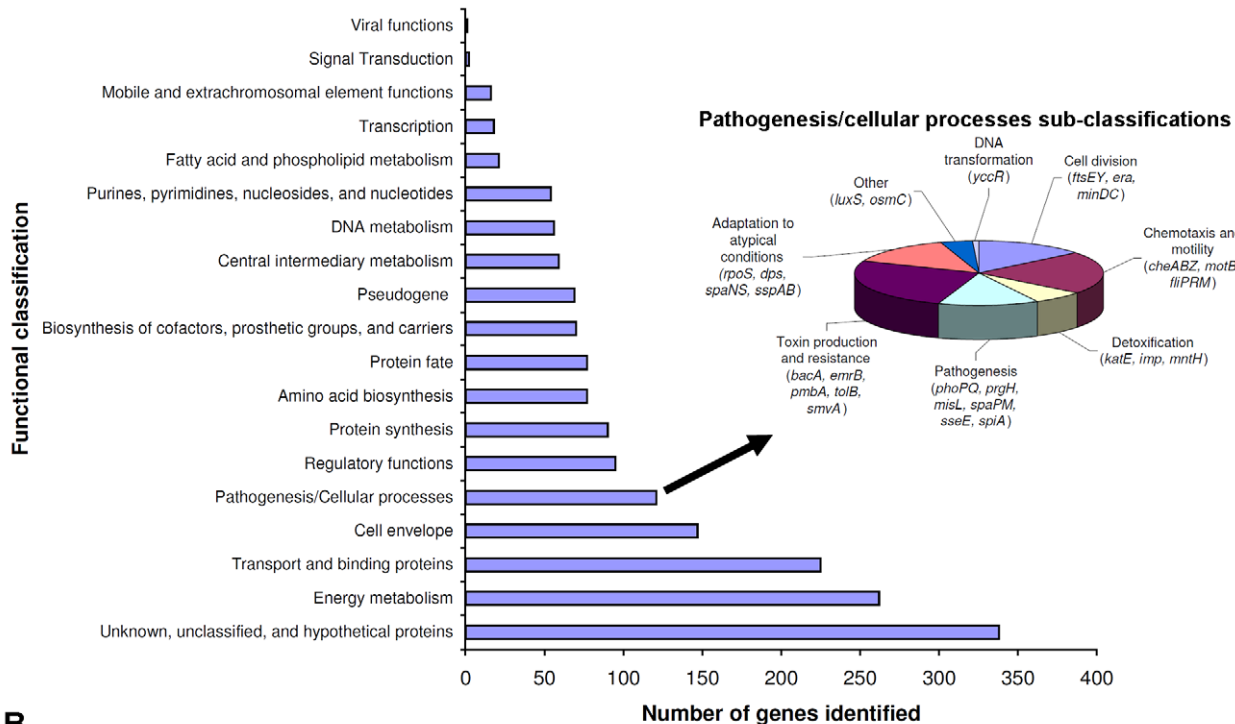 Functional classification
Viral functions
Signal Transduction
Mobile and extrachromosomal element functions
Transcription
Fatty acid and phospholipid metabolism
Purines, pyrimidines, nucleosides, and nucleotides
DNA metabolism
Central intermediary metabolism
Pseudogene
Biosynthesis of cofactors, prosthetic groups, and carriers
Protein fate
Amino acid biosynthesis
Protein synthesis
Regulatory functions
Pathogenesis/Cellular processes
Cell envelope
Transport and binding proteins
Energy metabolism
Unknown, unclassified, and hypothetical proteins
0 50 100 150 200 250 300 350 400
Number of genes identified
Pathogenesis/cellular processes sub-classifications
DNA
transformation
(yccR)
Cell division
(ftsEY, era,
minDC)
Chemotaxis and
motility
(cheABZ, motB
fliPRM)
Detoxification
(katE, imp, mntH)
Pathogenesis
(phoPQ, prgH,
misL, spaPM,
sseE, spiA)
Toxin production
and resistance
(bacA, emrB,
pmbA, tolB,
smvA)
Adaptation to
atypical
conditions
(rpoS, dps,
spaNS, sspAB)
Other
(luxS, osmC)